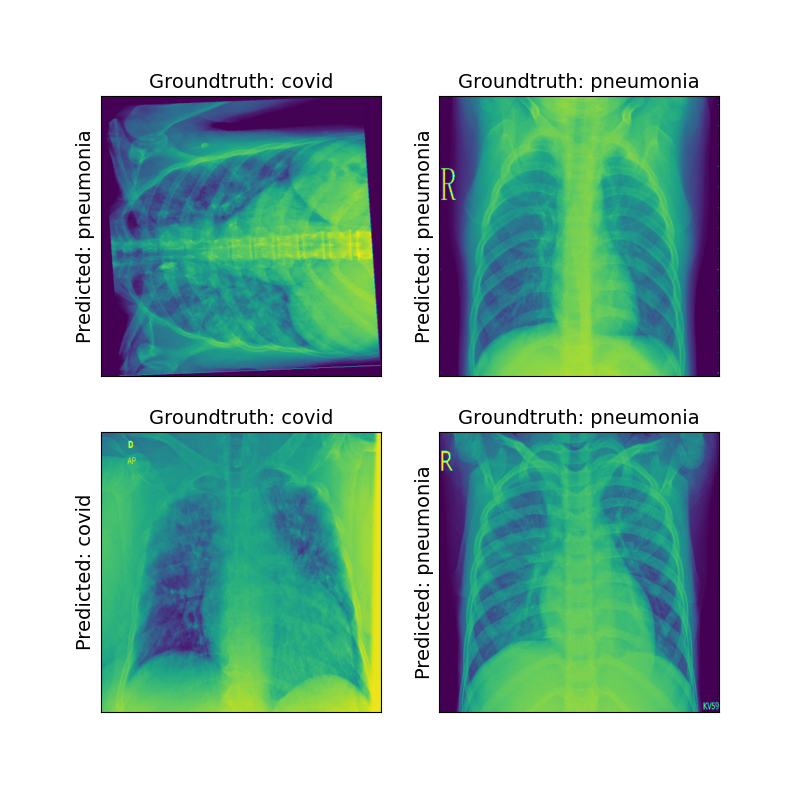 Groundtruth: covid
Predicted: pneumonia
Groundtruth: pneumonia
Predicted: pneumonia
R
Groundtruth: covid
Predicted: covid
D
AP
Groundtruth: pneumonia
Predicted: pneumonia
R
KV59